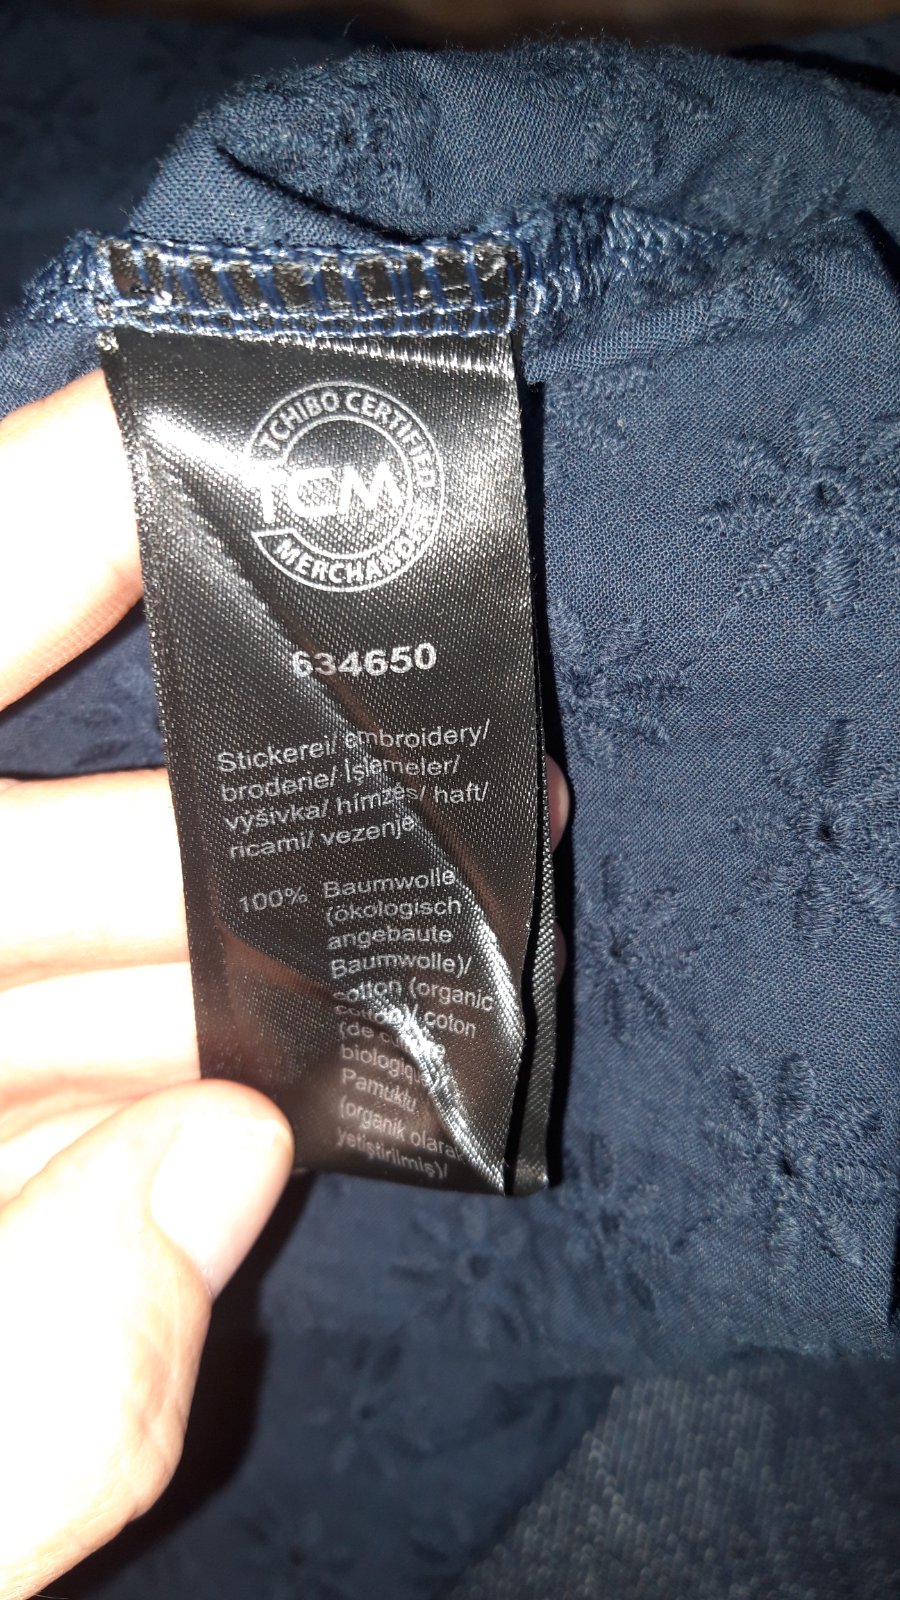 TCHIBO CERTIFIED
TCM
634650
Stickerei/ embroidery/
broderie/ İşlemeler/
výšivka/ hímzés/ haft/
ricami/ vezenje
100% Baumwolle
(ökologisch
angebaute
Baumwolle)/
cotton (organic
cotton)/ coton
(de
biologique)/
Pamuklu
(organik olarak
yetiştirilmiş)/